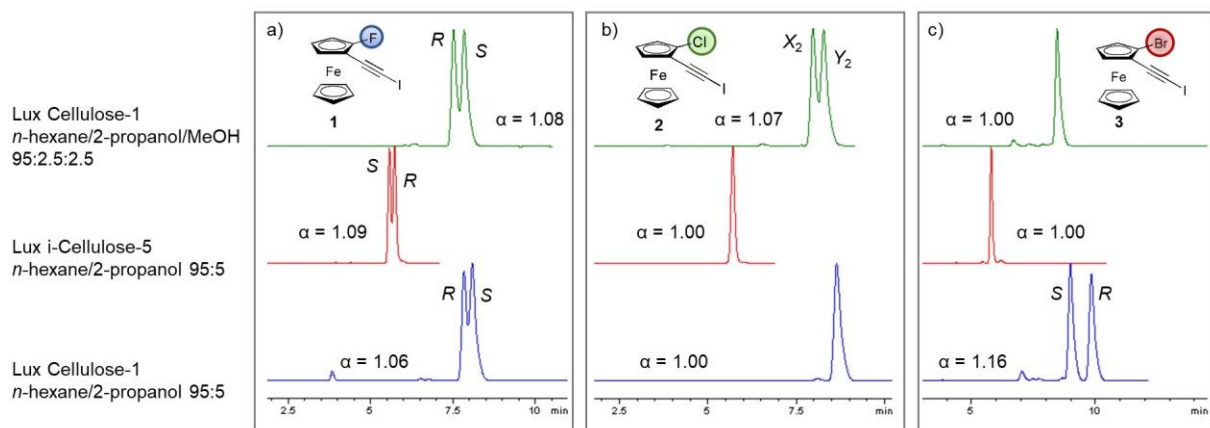 a)
F
Fe
I
1
R
S
α = 1.08
Lux Cellulose-1
n-hexane/2-propanol/MeOH
95:2.5:2.5
S
R
α = 1.09
Lux i-Cellulose-5
n-hexane/2-propanol 95:5
R
S
α = 1.06
Lux Cellulose-1
n-hexane/2-propanol 95:5
2.5 5 7.5 10 min
b)
Cl
Fe
I
2
X2
Y2
α = 1.07
α = 1.00
α = 1.00
2.5 5 7.5 min
c)
Br
Fe
I
3
α = 1.00
α = 1.00
S
R
α = 1.16
5 10 min